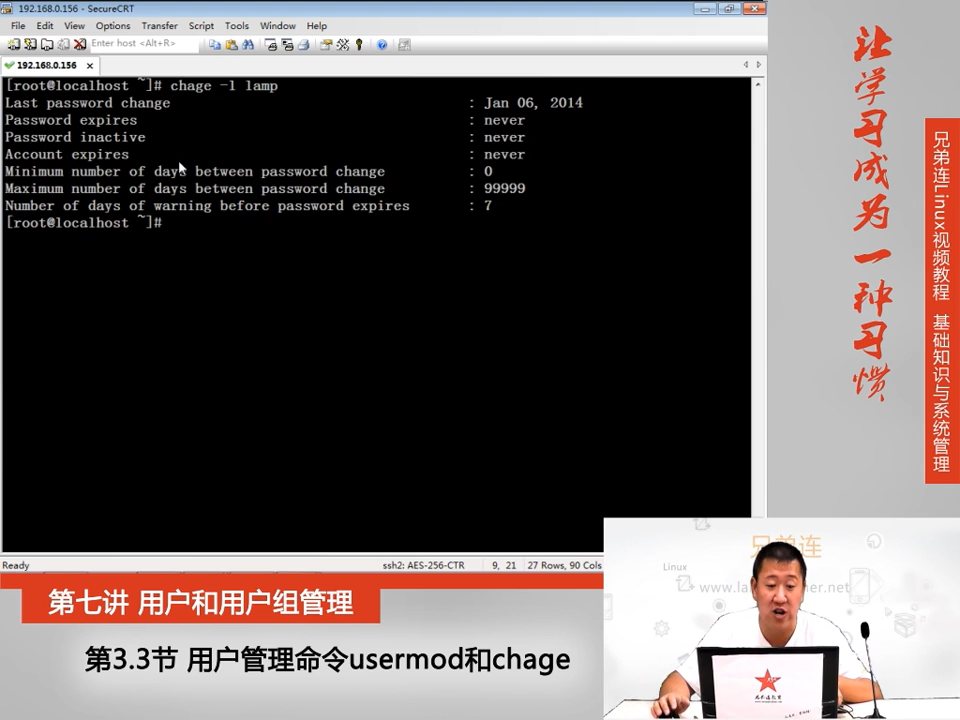 192.168.0.156 - SecureCRT
File Edit View Options Transfer Script Tools Window Help
Enter host <Alt+R>
192.168.0.156
[root@localhost ~]# chage -l lamp
Last password change : Jan 06, 2014
Password expires : never
Password inactive : never
Account expires : never
Minimum number of days between password change : 0
Maximum number of days between password change : 99999
Number of days of warning before password expires : 7
[root@localhost ~]#
Ready ssh2: AES-256-CTR 9, 21 27 Rows, 90 Cols
让学习成为一种习惯
兄弟连Linux视频教程 基础知识与系统管理
第七讲 用户和用户组管理
第3.3节 用户管理命令usermod和chage
兄弟连
Linux